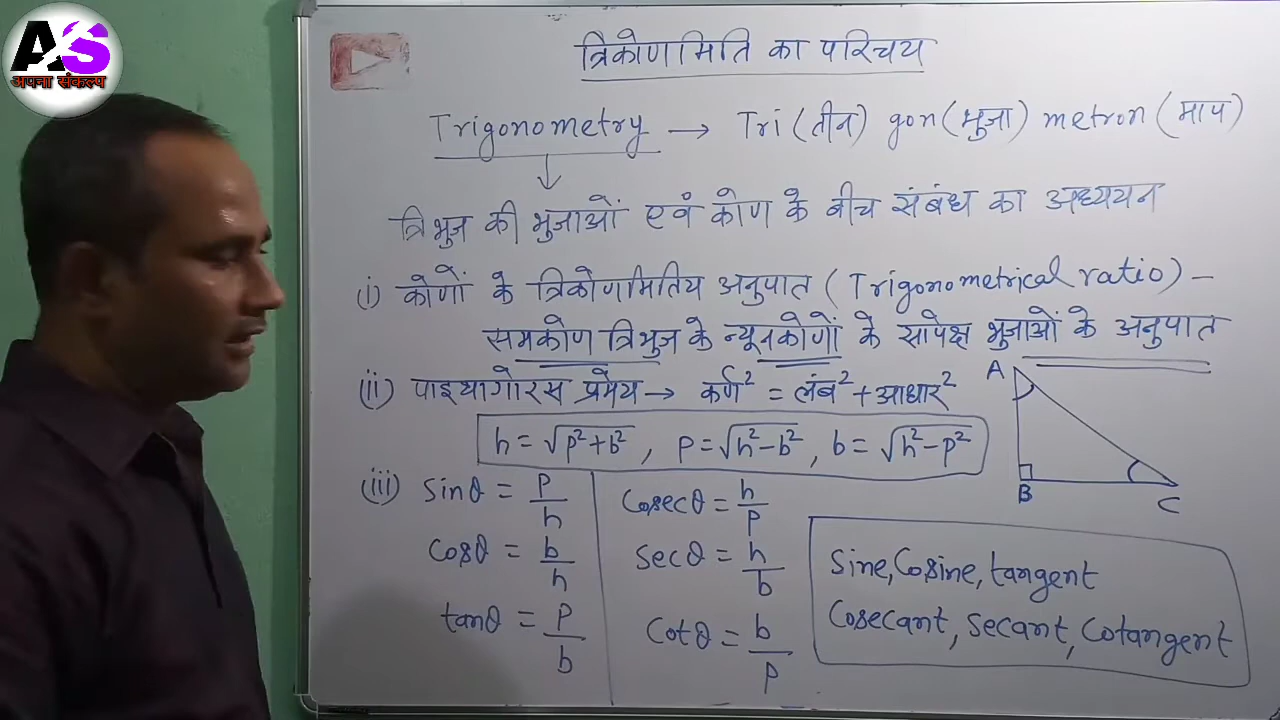 AS
अपना संकल्प
त्रिकोणमिति का परिचय
Trigonometry → Tri (तीन) gon (भुजा) metron (माप)
त्रिभुज की भुजाओं एवं कोण के बीच संबंध का अध्ययन
(i) कोणों के त्रिकोणमितिय अनुपात (Trigonometrical ratio) –
समकोण त्रिभुज के न्यूनकोणों के सापेक्ष भुजाओं के अनुपात
(ii) पाइथागोरस प्रमेय → कर्ण² = लंब² + आधार²
h = √(p²+b²), p = √(h²–b²), b = √(h²–p²)
A
B
C
(iii) sinθ = p/h
cosecθ = h/p
cosθ = b/h
secθ = h/b
tanθ = p/b
cotθ = b/p
Sine, Cosine, tangent
Cosecant, Secant, Cotangent